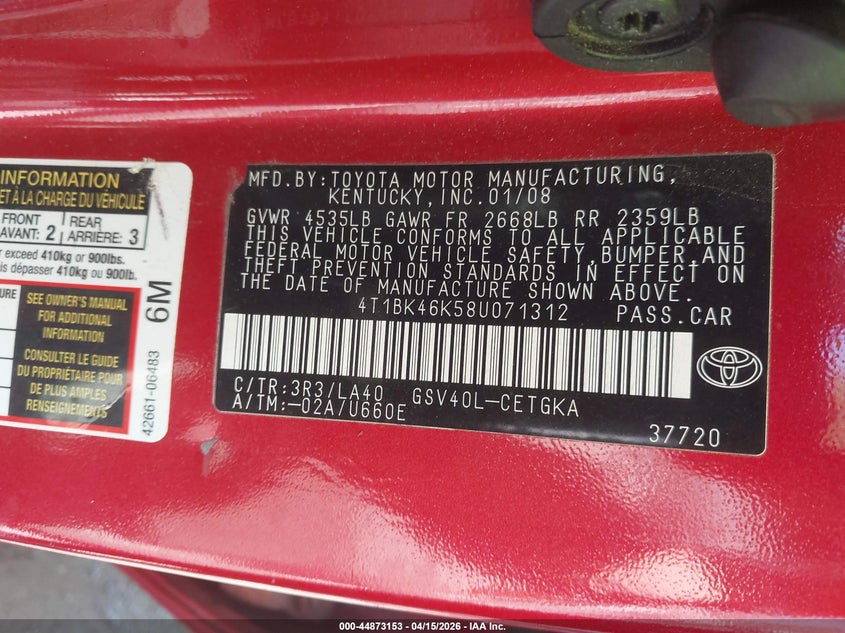 INFORMATION
ET À LA CHARGE DU VÉHICULE
FRONT
AVANT: 2
REAR
ARRIÈRE: 3
exceed 410kg or 900lbs.
is dépasser 410kg ou 900lb.
SEE OWNER'S MANUAL
FOR ADDITIONAL
INFORMATION
CONSULTER LE GUIDE
DU PROPRIÉTAIRE POUR
DE PLUS AMPLES
RENSEIGNEMENTS
42661-06483 6M
MFD.BY:TOYOTA MOTOR MANUFACTURING,
KENTUCKY,INC.01/08
GVWR 4535LB GAWR FR 2668LB RR 2359LB
THIS VEHICLE CONFORMS TO ALL APPLICABLE
FEDERAL MOTOR VEHICLE SAFETY,BUMPER,AND
THEFT PREVENTION STANDARDS IN EFFECT ON
THE DATE OF MANUFACTURE SHOWN ABOVE.
4T1BK46K58U071312 PASS.CAR
C/TR:3R3/LA40 GSV40L-CETGKA
A/TM:-02A/U660E
37720
TOYOTA
000-44873153 - 04/15/2026 - IAA Inc.